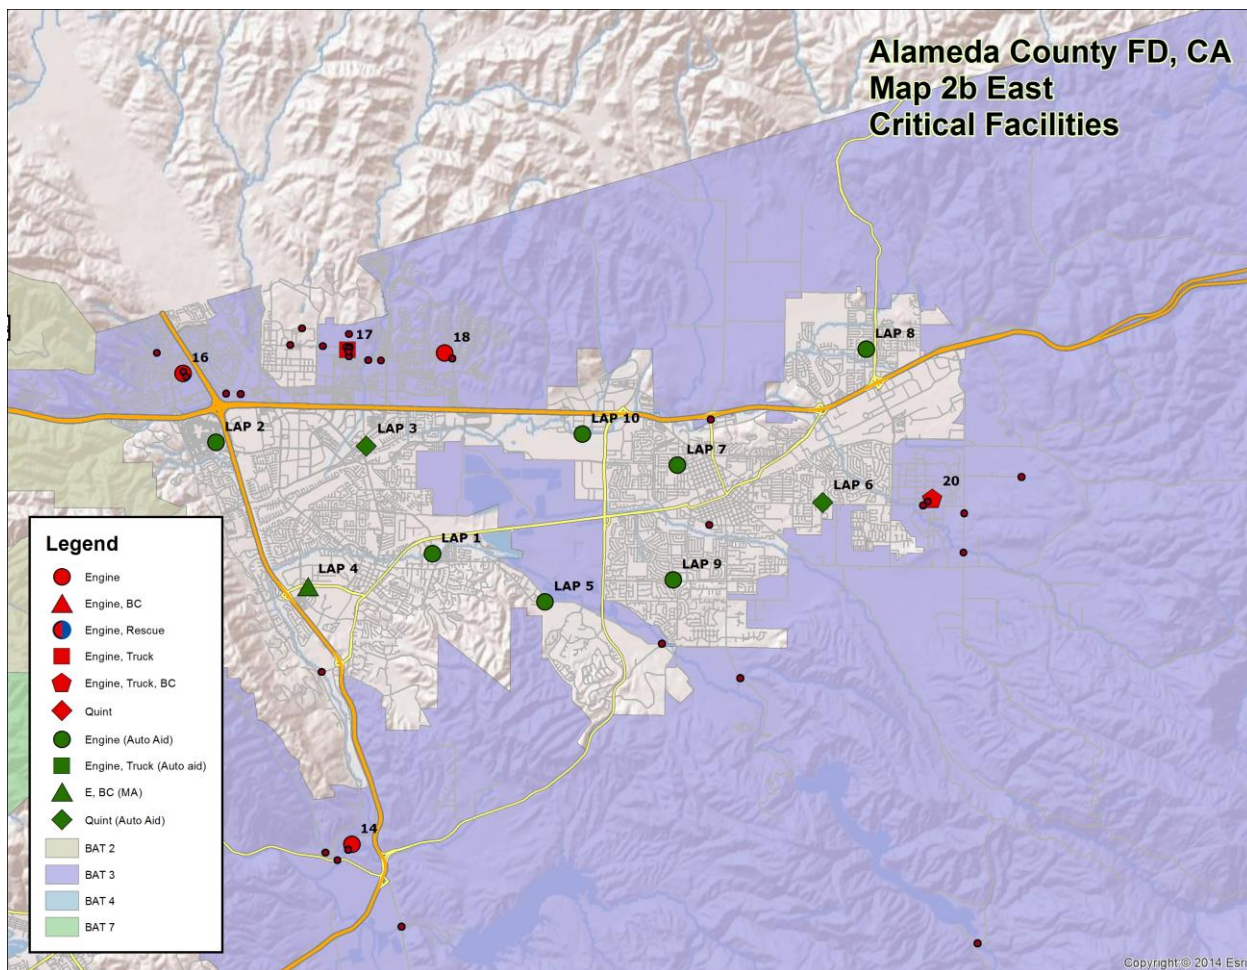 Alameda County FD, CA
Map 2b East
Critical Facilities
17
18
16
LAP 8
LAP 2
LAP 3
LAP 10
LAP 7
LAP 6
20
LAP 1
LAP 4
LAP 5
LAP 9
14
Legend
Engine
Engine, BC
Engine, Rescue
Engine, Truck
Engine, Truck, BC
Quint
Engine (Auto Aid)
Engine, Truck (Auto aid)
E, BC (MA)
Quint (Auto Aid)
BAT 2
BAT 3
BAT 4
BAT 7
Copyright:© 2014 Esri